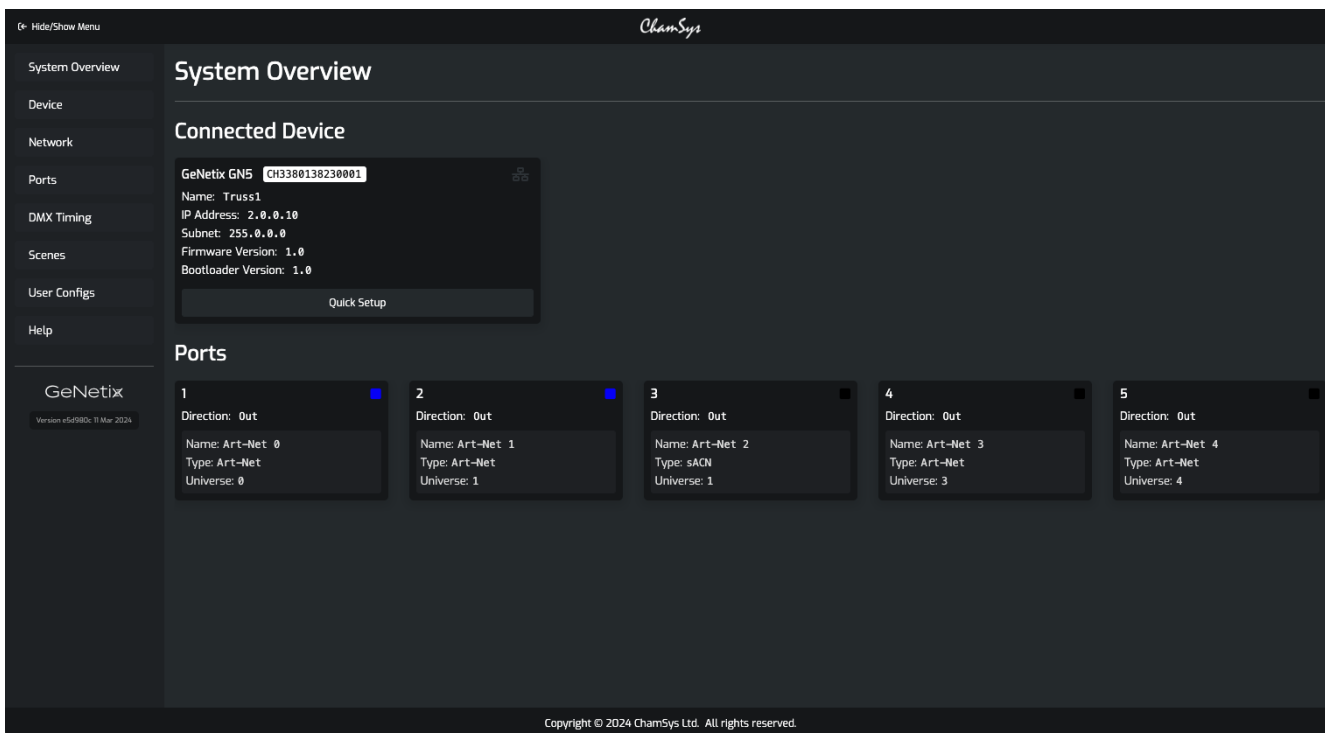 Hide/Show Menu
ChamSys
System Overview
Device
Network
Ports
DMX Timing
Scenes
User Configs
Help
GeNetix
Version e5d980c 11 Mar 2024
System Overview
Connected Device
GeNetix GN5 CH3380138230001
Name: Truss1
IP Address: 2.0.0.10
Subnet: 255.0.0.0
Firmware Version: 1.0
Bootloader Version: 1.0
Quick Setup
Ports
1
Direction: Out
Name: Art-Net 0
Type: Art-Net
Universe: 0
2
Direction: Out
Name: Art-Net 1
Type: Art-Net
Universe: 1
3
Direction: Out
Name: Art-Net 2
Type: sACN
Universe: 1
4
Direction: Out
Name: Art-Net 3
Type: Art-Net
Universe: 3
5
Direction: Out
Name: Art-Net 4
Type: Art-Net
Universe: 4
Copyright © 2024 ChamSys Ltd. All rights reserved.